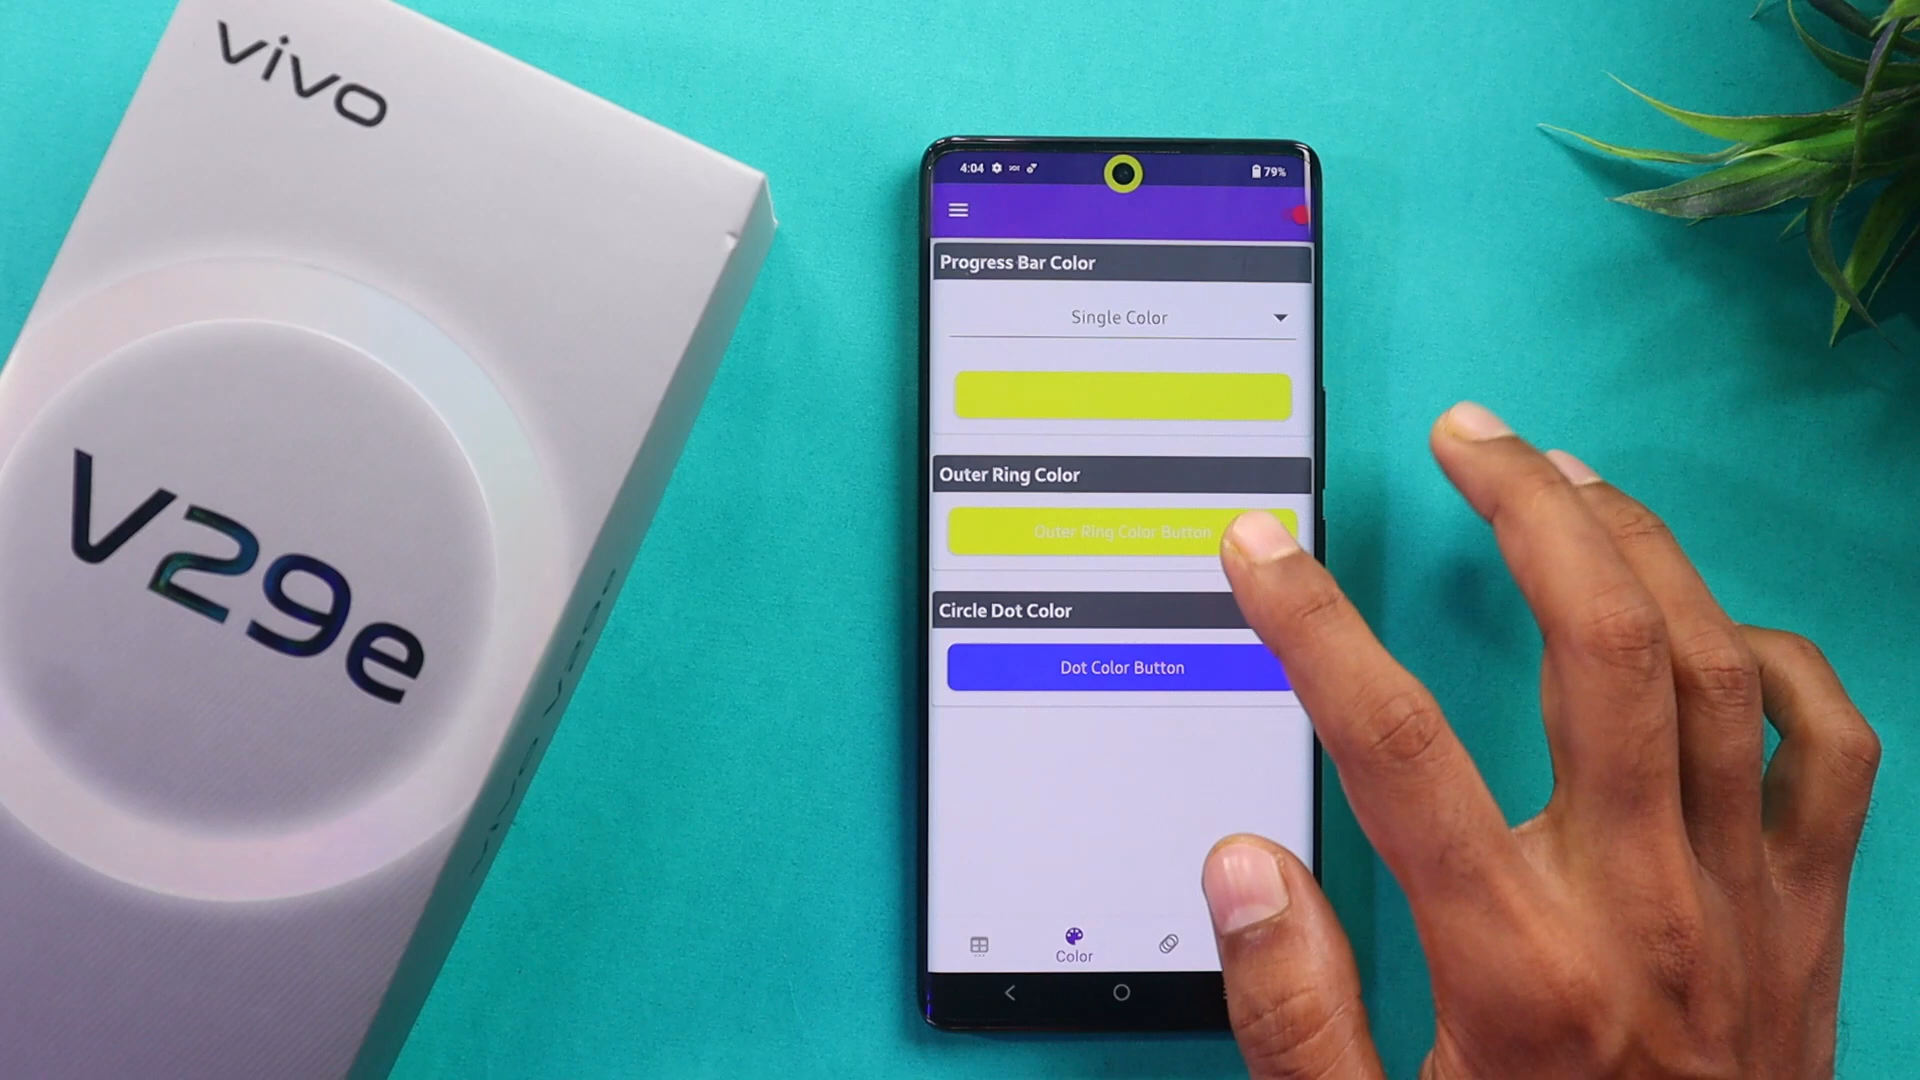 vivo
V29e
4:04
79%
Progress Bar Color
Single Color
Outer Ring Color
Outer Ring Color Button
Circle Dot Color
Dot Color Button
Color